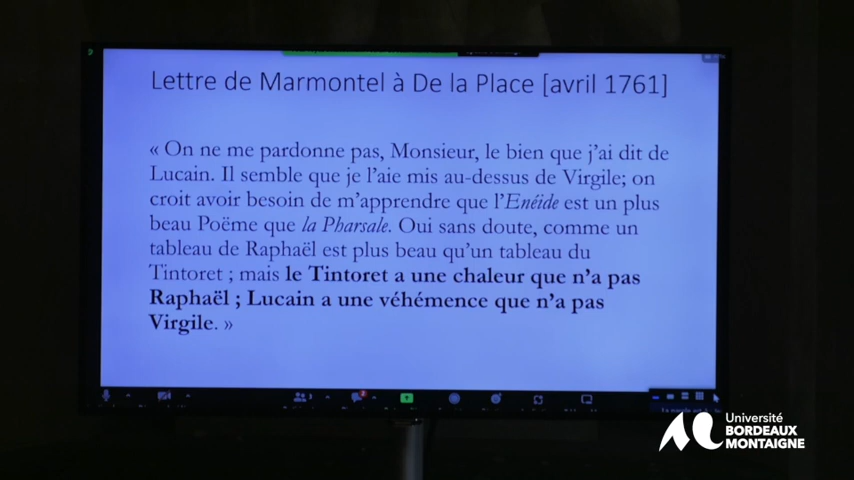 Lettre de Marmontel à De la Place [avril 1761]
« On ne me pardonne pas, Monsieur, le bien que j'ai dit de
Lucain. Il semble que je l'aie mis au-dessus de Virgile; on
croit avoir besoin de m'apprendre que l'Enéide est un plus
beau Poëme que la Pharsale. Oui sans doute, comme un
tableau de Raphaël est plus beau qu'un tableau du
Tintoret ; mais le Tintoret a une chaleur que n'a pas
Raphaël ; Lucain a une véhémence que n'a pas
Virgile. »
Université
BORDEAUX
MONTAIGNE